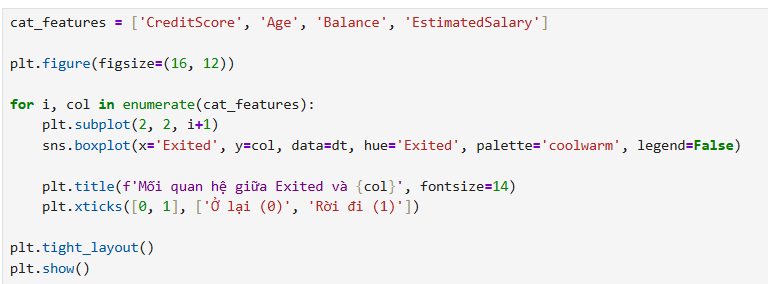 cat_features = ['CreditScore', 'Age', 'Balance', 'EstimatedSalary']
plt.figure(figsize=(16, 12))
for i, col in enumerate(cat_features):
    plt.subplot(2, 2, i+1)
    sns.boxplot(x='Exited', y=col, data=dt, hue='Exited', palette='coolwarm', legend=False)
    plt.title(f'Mối quan hệ giữa Exited và {col}', fontsize=14)
    plt.xticks([0, 1], ['Ở lại (0)', 'Rời đi (1)'])
plt.tight_layout()
plt.show()